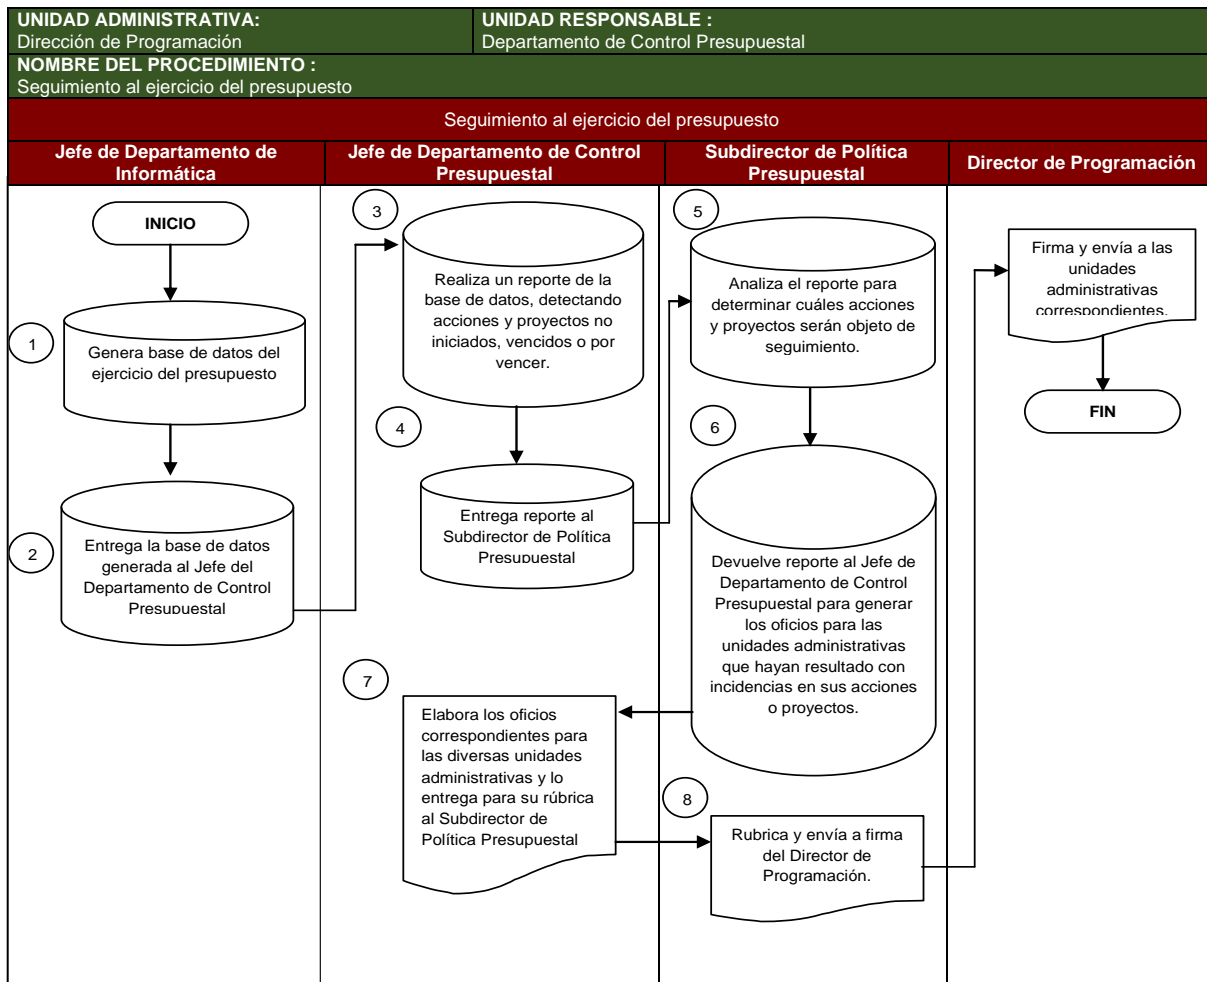 UNIDAD ADMINISTRATIVA:
Dirección de Programación
UNIDAD RESPONSABLE :
Departamento de Control Presupuestal
NOMBRE DEL PROCEDIMIENTO :
Seguimiento al ejercicio del presupuesto
Seguimiento al ejercicio del presupuesto
Jefe de Departamento de
Informática
Jefe de Departamento de Control
Presupuestal
Subdirector de Política
Presupuestal
Director de Programación
INICIO
1
Genera base de datos del
ejercicio del presupuesto
2
Entrega la base de datos
generada al Jefe del
Departamento de Control
Presupuestal
3
Realiza un reporte de la
base de datos, detectando
acciones y proyectos no
iniciados, vencidos o por
vencer.
4
Entrega reporte al
Subdirector de Política
Presupuestal
5
Analiza el reporte para
determinar cuáles acciones
y proyectos serán objeto de
seguimiento.
6
Devuelve reporte al Jefe de
Departamento de Control
Presupuestal para generar
los oficios para las
unidades administrativas
que hayan resultado con
incidencias en sus acciones
o proyectos.
7
Elabora los oficios
correspondientes para
las diversas unidades
administrativas y lo
entrega para su rúbrica
al Subdirector de
Política Presupuestal
8
Rubrica y envía a firma
del Director de
Programación.
Firma y envía a las
unidades
administrativas
correspondientes.
FIN